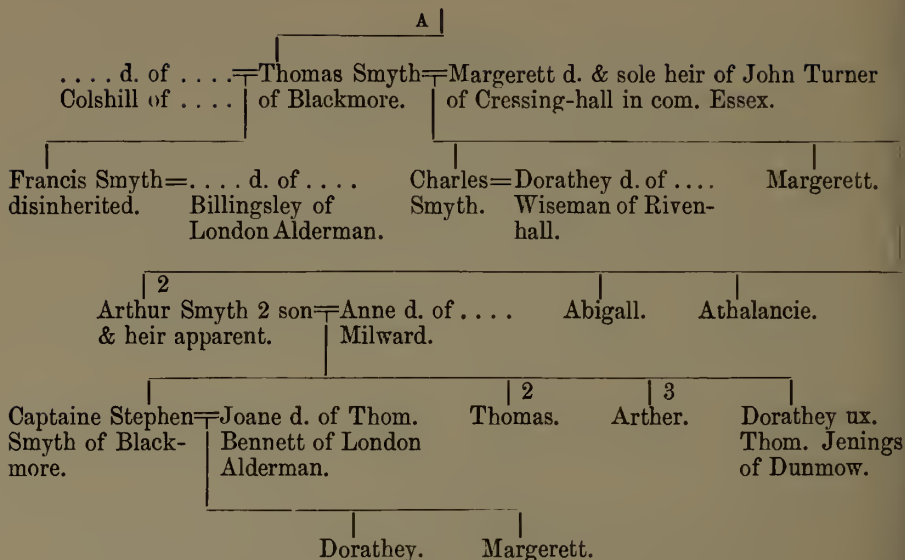 A
.... d. of .... Thomas Smyth Margerett d. & sole heir of John Turner
Colshill of .... of Blackmore. of Cressing-hall in com. Essex.
Francis Smyth=.... d. of .... Charles=Dorathey d. of .... Margerett.
disinherited. Billingsley of Smyth. Wiseman of Riven-
London Alderman. hall.
2
Arthur Smyth 2 son Anne d. of .... Abigall. Athalancie.
& heir apparent. Milward.
2 3
Captaine Stephen Joane d. of Thom. Thomas. Arther. Dorathey ux.
Smyth of Black- Bennett of London Thom. Jenings
more. Alderman. of Dunmow.
Dorathey. Margerett.